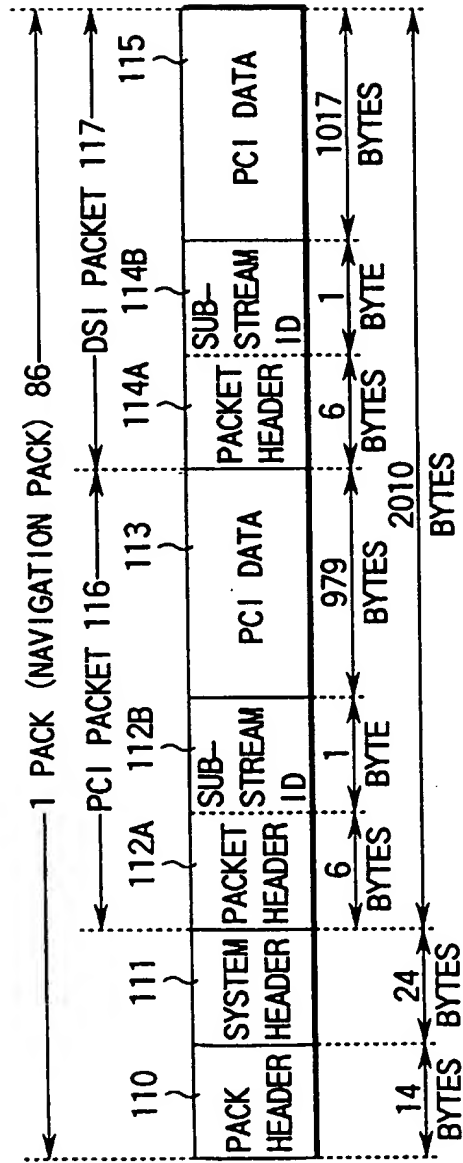 1 PACK (NAVIGATION PACK) 86
PCI PACKET 116
DSI PACKET 117
110
111
112A
112B
113
114A
114B
115
PACK
HEADER
SYSTEM
HEADER
PACKET
HEADER
SUB-
STREAM
ID
PCI DATA
PACKET
HEADER
SUB-
STREAM
ID
PCI DATA
14
BYTES
24
BYTES
6
BYTES
1
BYTE
979
BYTES
6
BYTES
1
BYTE
1017
BYTES
2010
BYTES